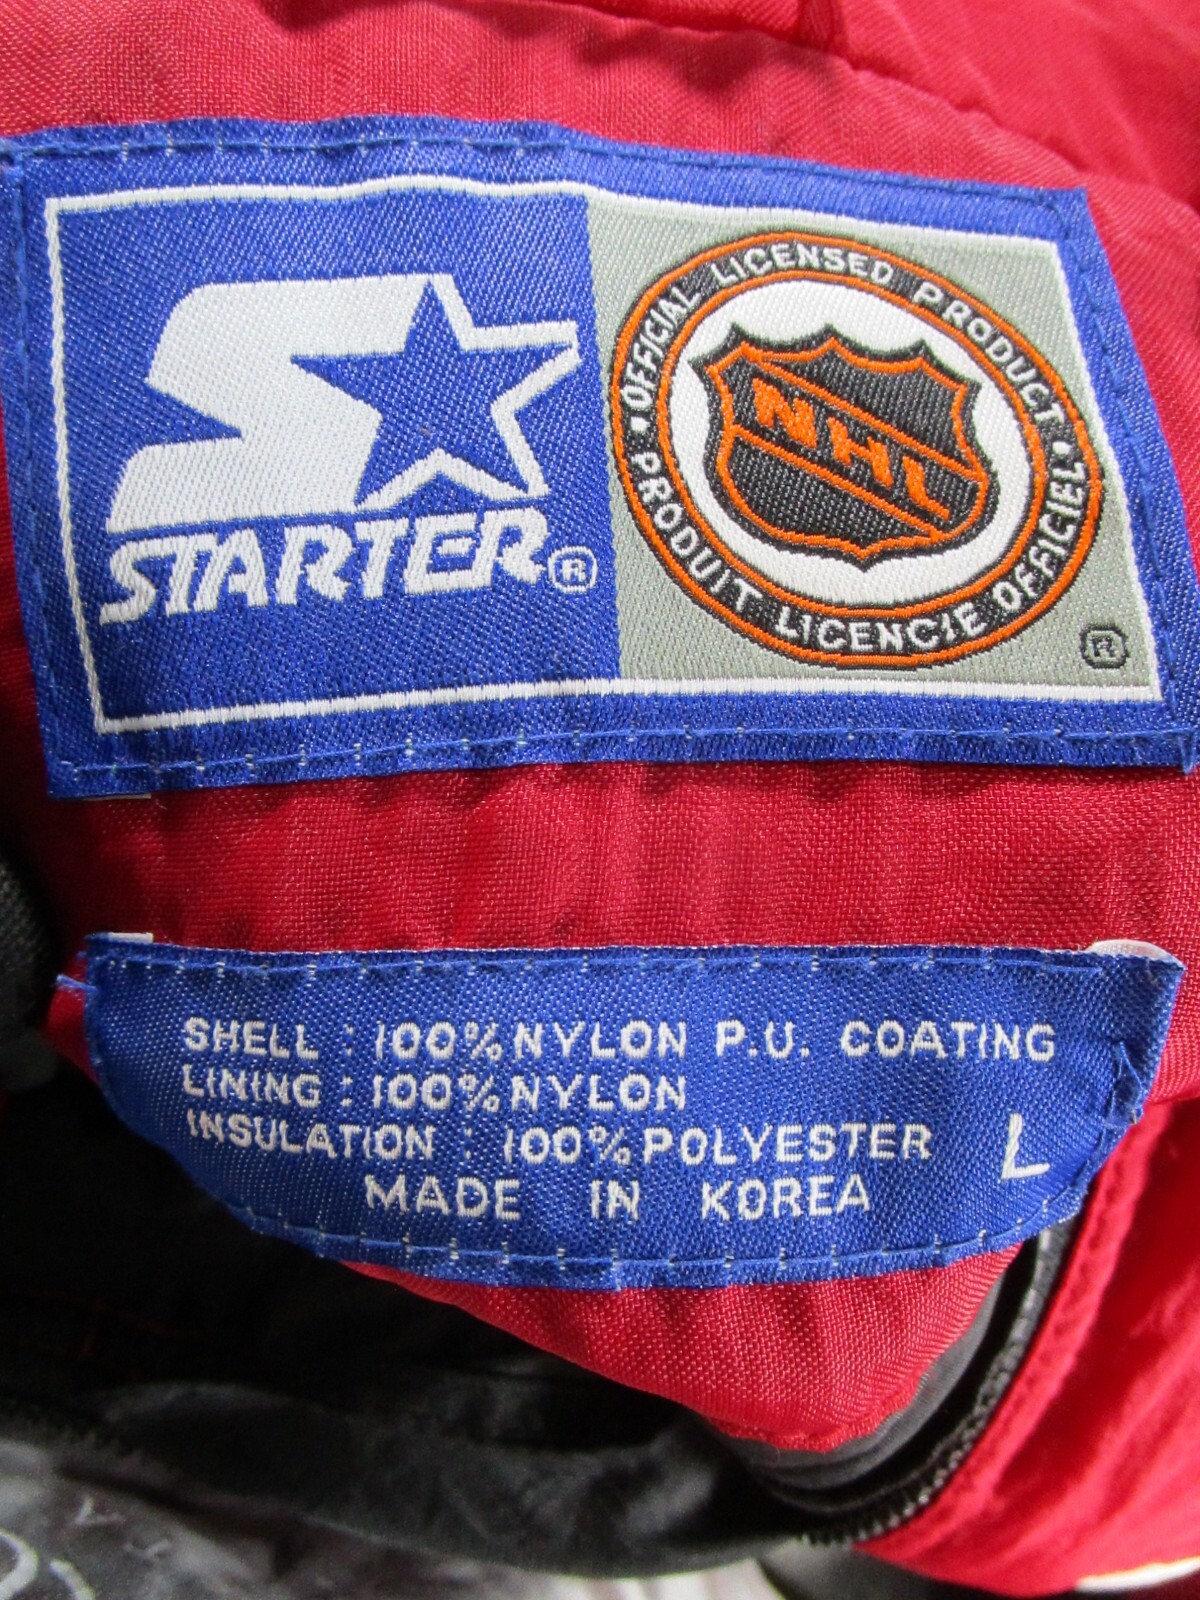 STARTER®
• OFFICIAL LICENSED PRODUCT •
NHL
PRODUIT LICENCIE OFFICIEL
®
SHELL : 100% NYLON P.U. COATING
LINING : 100% NYLON
INSULATION : 100% POLYESTER L
MADE IN KOREA